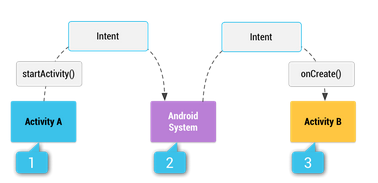 Intent
Intent
startActivity()
onCreate()
Activity A
Android
System
Activity B
1
2
3